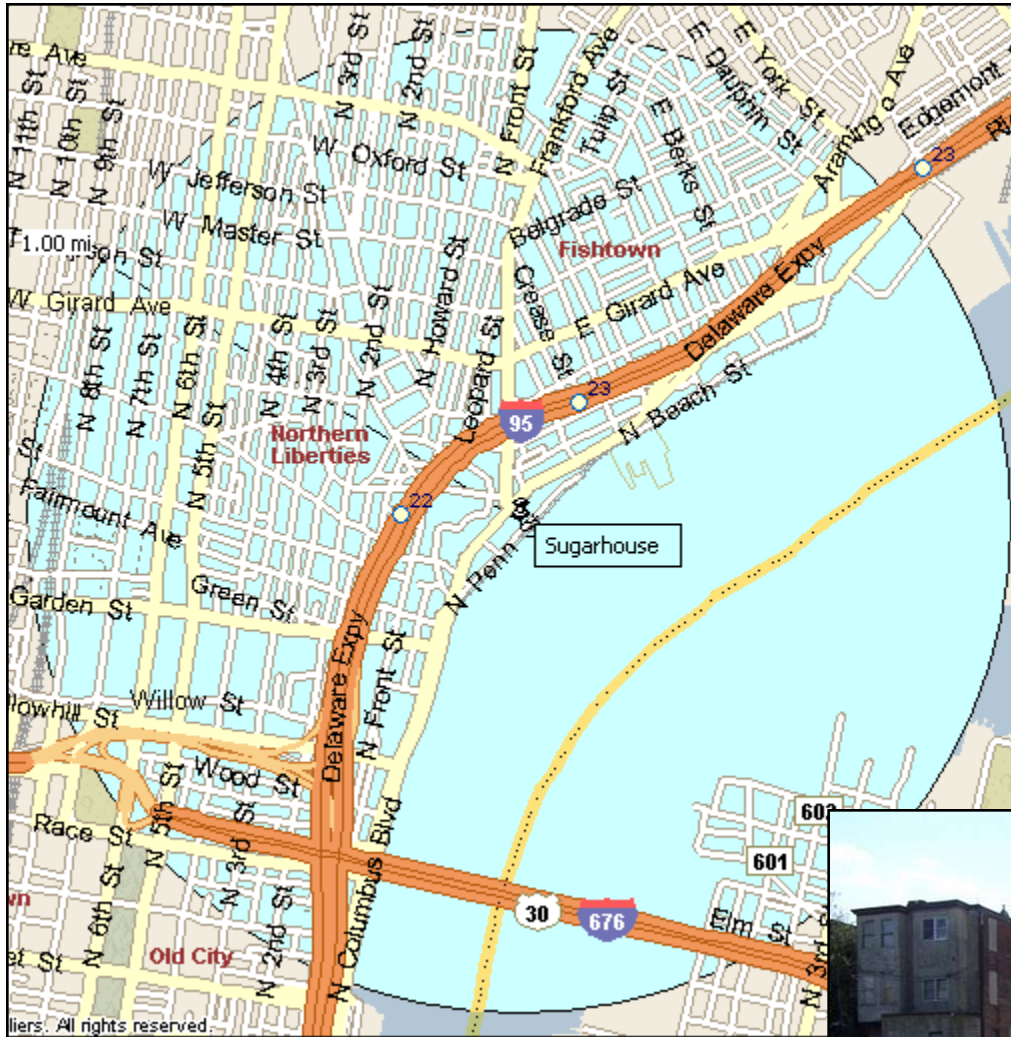 N 11th St
N 10th St
N 9th St
N 3rd St
N 2nd St
N Front St
Frankford Ave
Tulip St
E Dauphin St
E York St
Aramingo Ave
Edgemont
23
W Oxford St
W Jefferson St
W Master St
E Berks St
Belgrade St
Fishtown
1.00 mi
W Girard Ave
N Howard St
Crease St
E Girard Ave
Delaware Expy
N 8th St
N 7th St
N 6th St
N 5th St
N 4th St
N 3rd St
N 2nd St
Leopard St
95
23
N Beach St
Northern
Liberties
22
Fairmount Ave
Sugarhouse
N Penn St
Garden St
Green St
Delaware Expy
N Front St
Willow St
lowhill St
Wood St
Race St
N 5th St
N 3rd St
N Columbus Blvd
N 6th St
N 2nd St
Old City
30
676
601
Elm St
N 3rd
et St
liers. All rights reserved.